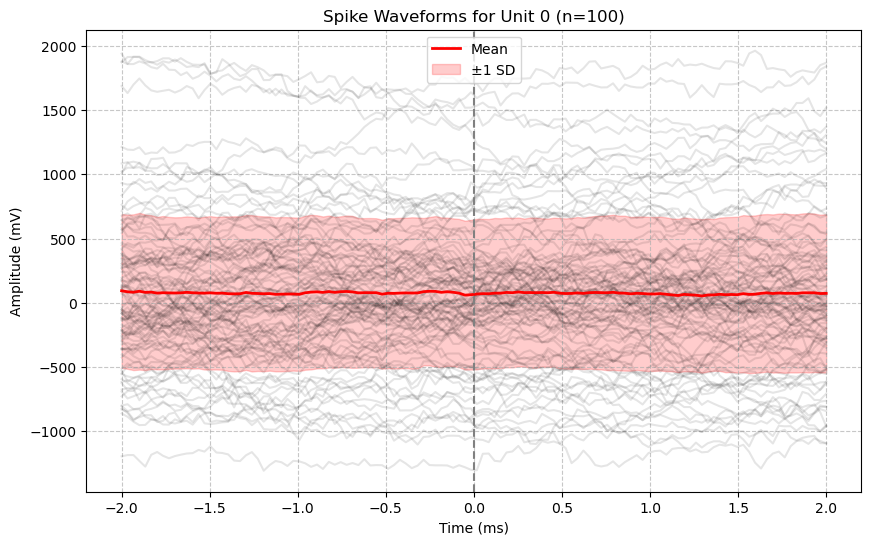 Spike Waveforms for Unit 0 (n=100)
Mean
±1 SD
Amplitude (mV)
2000
1500
1000
500
0
−500
−1000
−2.0 −1.5 −1.0 −0.5 0.0 0.5 1.0 1.5 2.0
Time (ms)